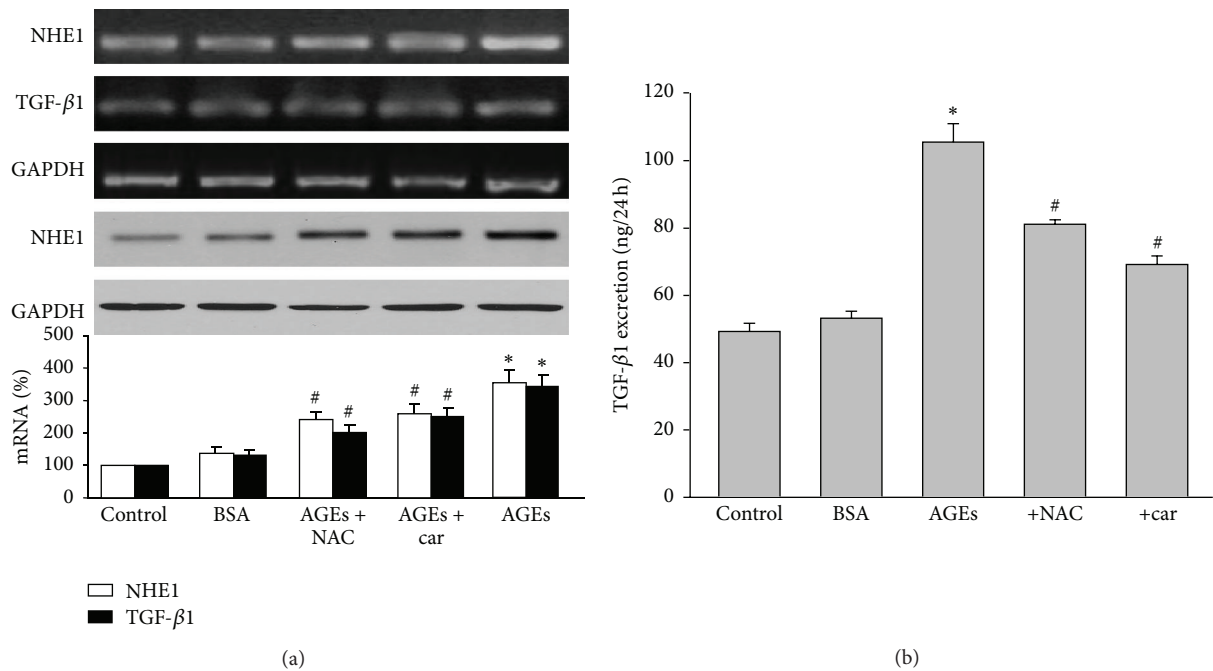 NHE1
TGF-β1
GAPDH
NHE1
GAPDH
500
400
300
200
100
0
mRNA (%)
* *
# #
# #
Control BSA AGEs + NAC AGEs + car AGEs
NHE1
TGF-β1
(a)
120
100
80
60
40
20
0
TGF-β1 excretion (ng/24 h)
*
#
#
Control BSA AGEs +NAC +car
(b)